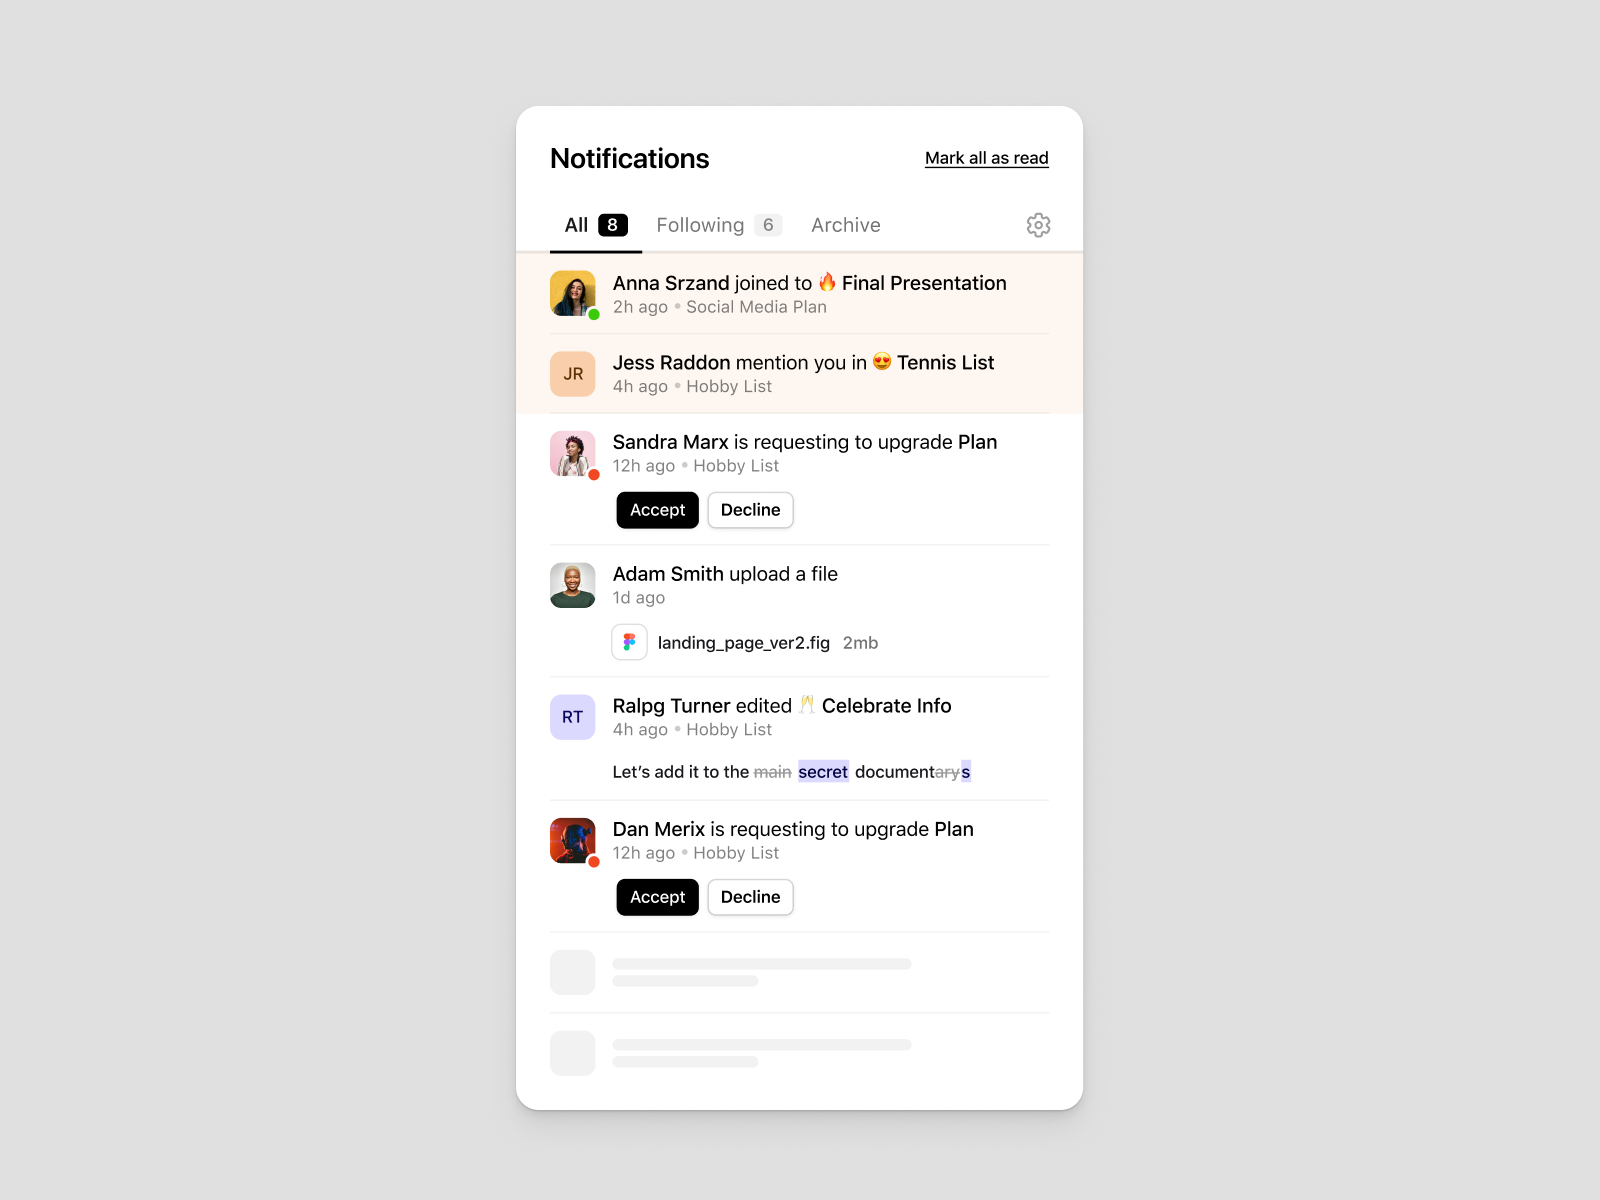 Notifications
Mark all as read
All 8 Following 6 Archive
Anna Srzand joined to 🔥 Final Presentation
2h ago • Social Media Plan
JR
Jess Raddon mention you in 😍 Tennis List
4h ago • Hobby List
Sandra Marx is requesting to upgrade Plan
12h ago • Hobby List
Accept Decline
Adam Smith upload a file
1d ago
landing_page_ver2.fig 2mb
RT
Ralpg Turner edited 🥂 Celebrate Info
4h ago • Hobby List
Let’s add it to the main secret documentarys
Dan Merix is requesting to upgrade Plan
12h ago • Hobby List
Accept Decline